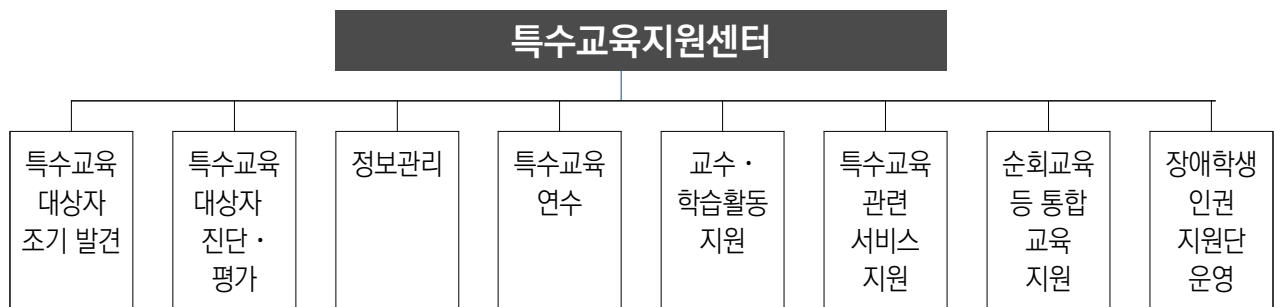 특수교육지원센터
특수교육
대상자
조기 발견
특수교육
대상자
진단·
평가
정보관리
특수교육
연수
교수·
학습활동
지원
특수교육
관련
서비스
지원
순회교육
등 통합
교육
지원
장애학생
인권
지원단
운영